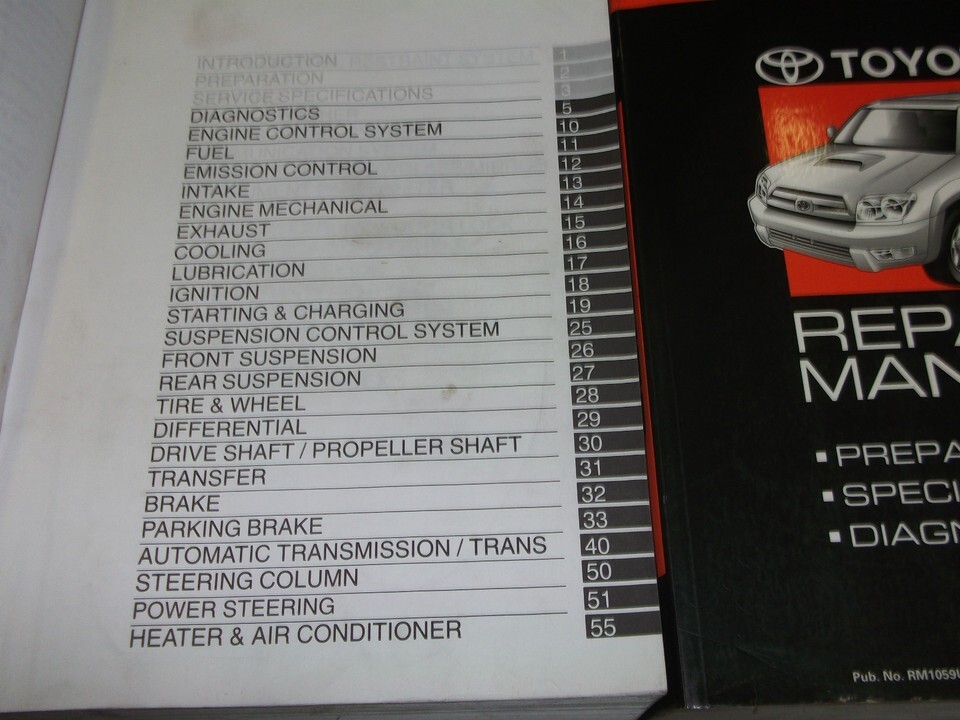 INTRODUCTION 1
PREPARATION 2
SERVICE SPECIFICATIONS 3
DIAGNOSTICS 5
ENGINE CONTROL SYSTEM 10
FUEL 11
EMISSION CONTROL 12
INTAKE 13
ENGINE MECHANICAL 14
EXHAUST 15
COOLING 16
LUBRICATION 17
IGNITION 18
STARTING & CHARGING 19
SUSPENSION CONTROL SYSTEM 25
FRONT SUSPENSION 26
REAR SUSPENSION 27
TIRE & WHEEL 28
DIFFERENTIAL 29
DRIVE SHAFT / PROPELLER SHAFT 30
TRANSFER 31
BRAKE 32
PARKING BRAKE 33
AUTOMATIC TRANSMISSION / TRANS 40
STEERING COLUMN 50
POWER STEERING 51
HEATER & AIR CONDITIONER 55
TOYO
REPA
MAN
▪ PREPA
▪ SPECI
▪ DIAGN
Pub. No. RM1059U